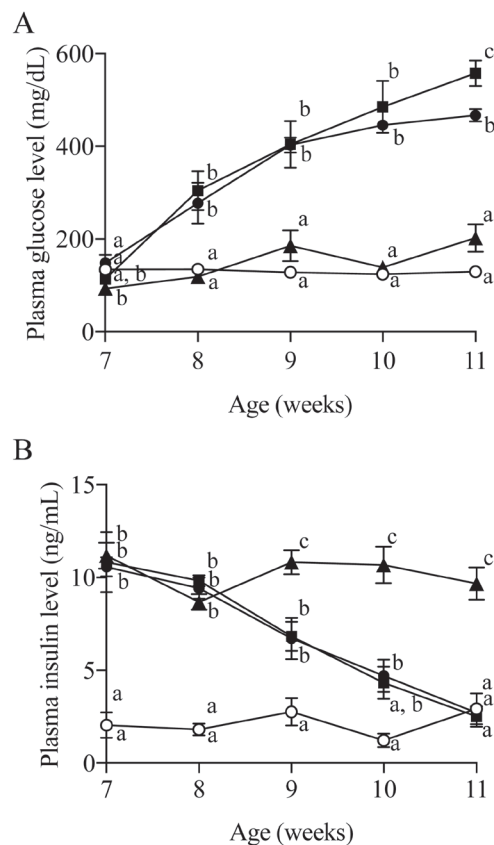 A
Plasma glucose level (mg/dL)
600
400
200
0
a
a
a, b
b
b
b
a
a
b
b
a
a
b
b
a
a
c
b
a
a
7 8 9 10 11
Age (weeks)
B
Plasma insulin level (ng/mL)
15
10
5
0
b
b
b
a
a
b
b
b
a
a
c
b
b
a
a
c
b
a, b
a
c
a
a
a
7 8 9 10 11
Age (weeks)